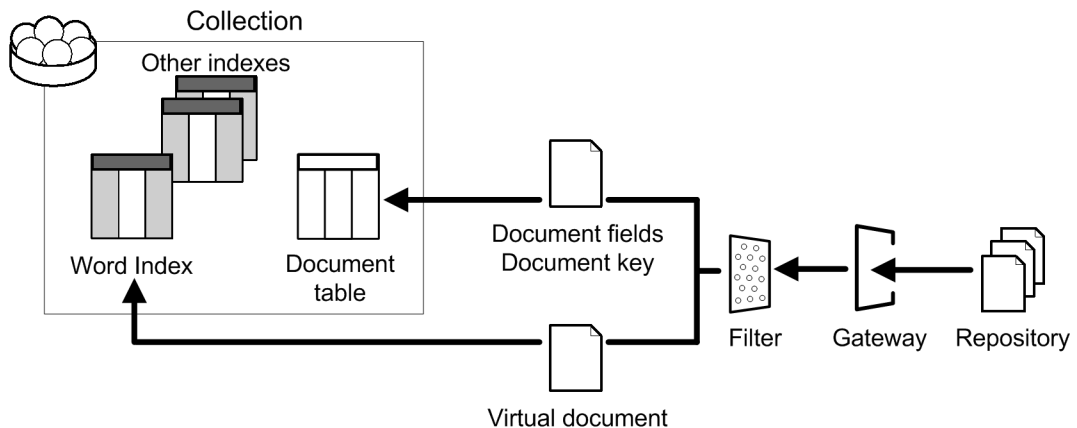 Collection
Other indexes
Word Index
Document
table
Document fields
Document key
Filter
Gateway
Repository
Virtual document